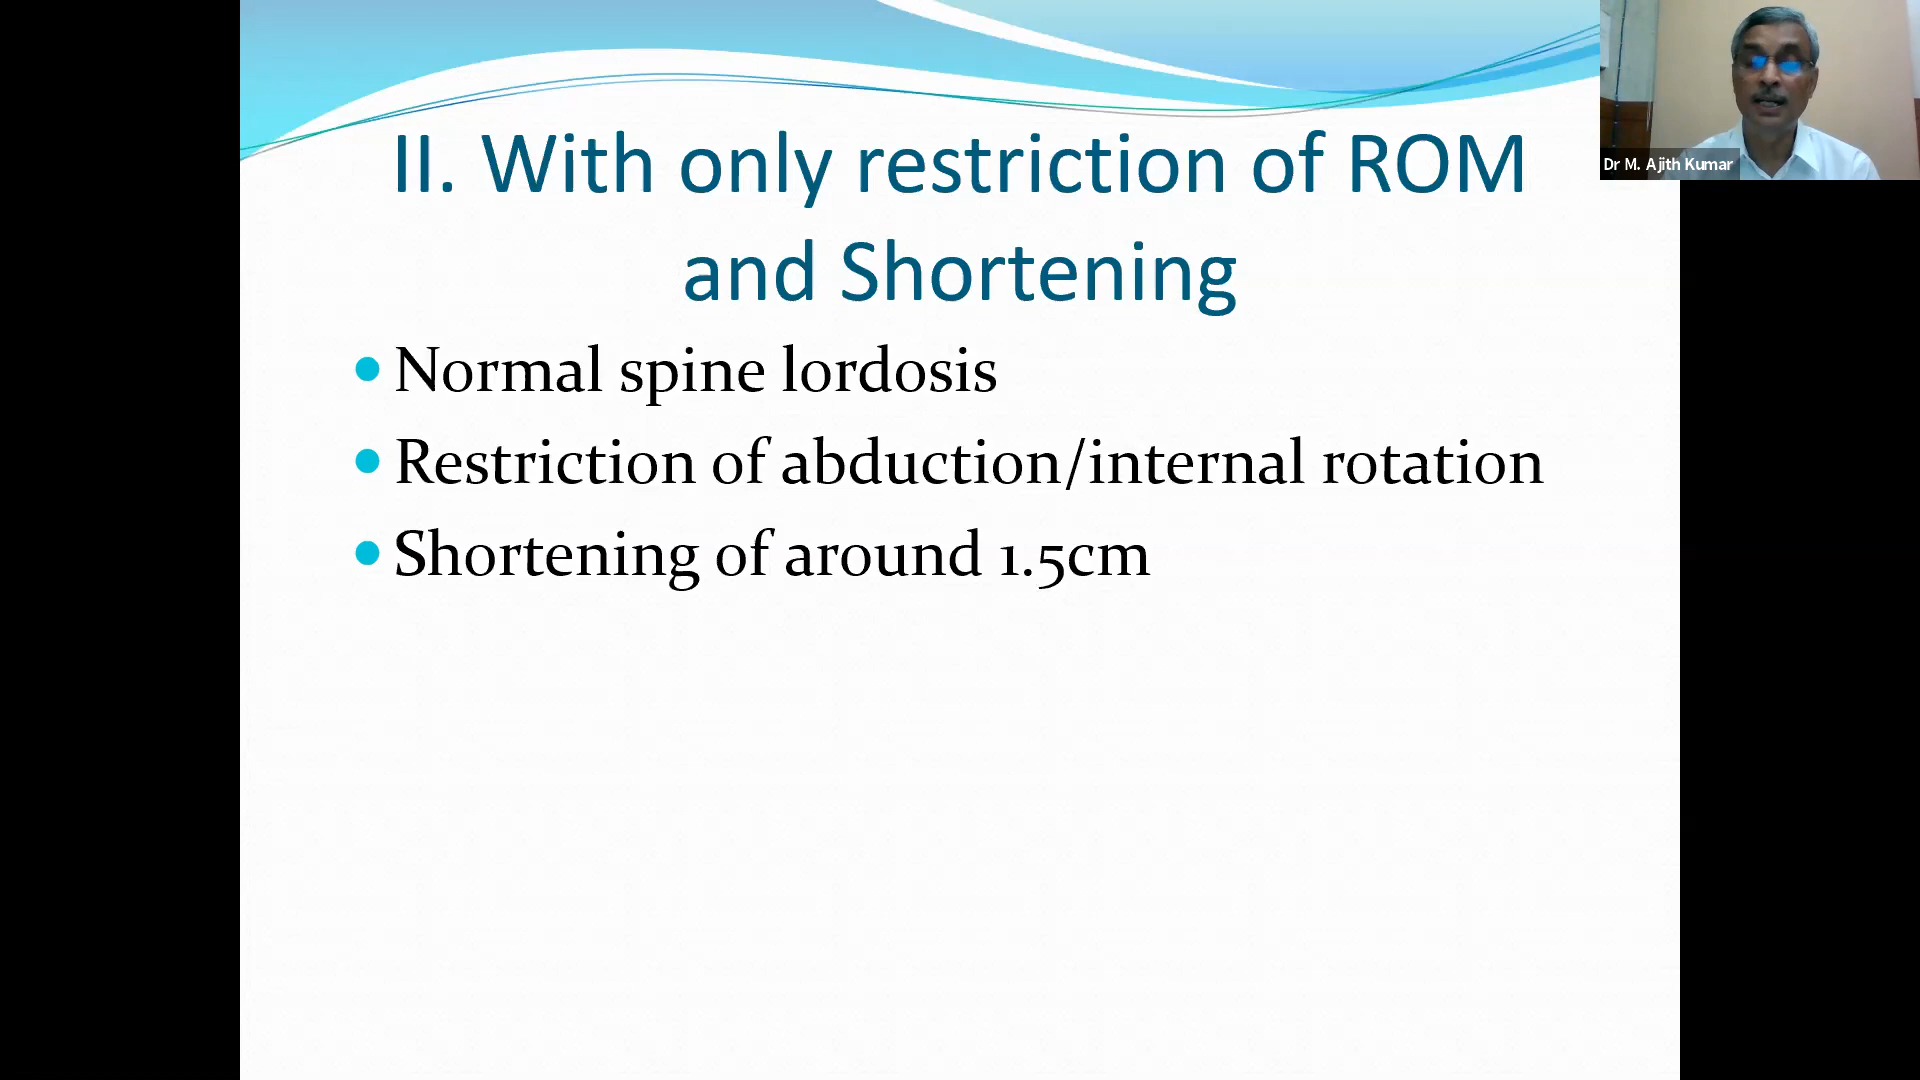 II. With only restriction of ROM
and Shortening
Normal spine lordosis
Restriction of abduction/internal rotation
Shortening of around 1.5cm
Dr M. Ajith Kumar